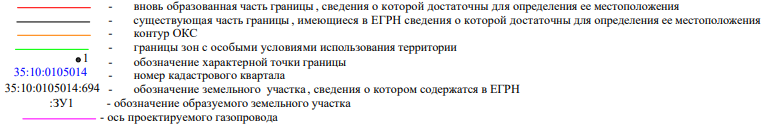 - вновь образованная часть границы, сведения о которой достаточны для определения ее местоположения
- существующая часть границы, имеющиеся в ЕГРН сведения о которой достаточны для определения ее местоположения
- контур ОКС
- границы зон с особыми условиями использования территории
1 - обозначение характерной точки границы
35:10:0105014 - номер кадастрового квартала
35:10:0105014:694 - обозначение земельного участка, сведения о котором содержатся в ЕГРН
:ЗУ1 - обозначение образуемого земельного участка
- ось проектируемого газопровода